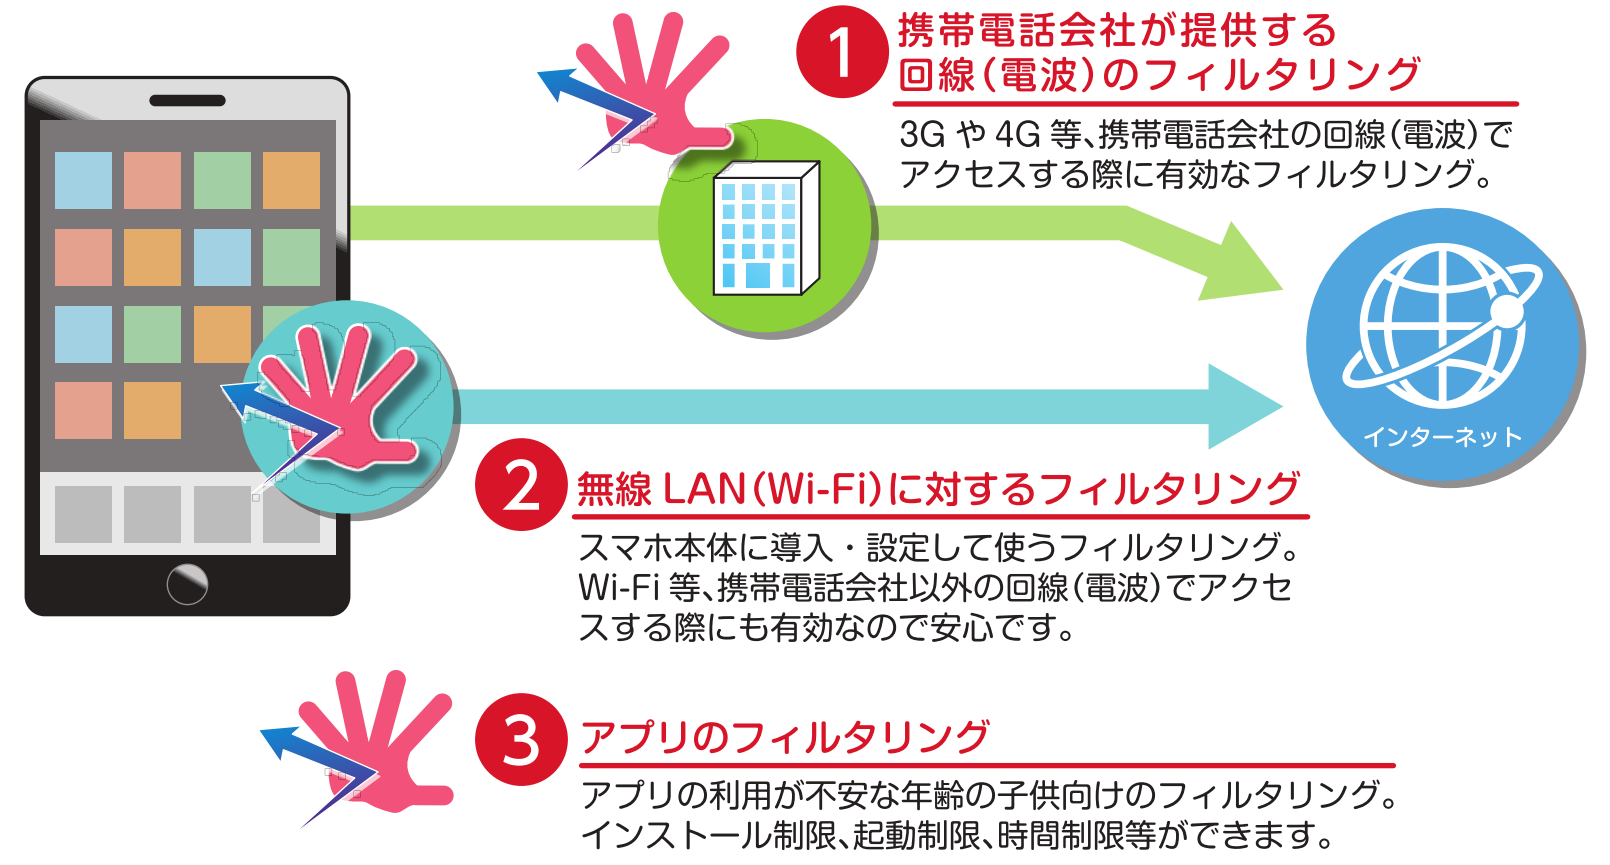 1 携帯電話会社が提供する
回線(電波)のフィルタリング
3G や 4G 等、携帯電話会社の回線(電波)で
アクセスする際に有効なフィルタリング。
インターネット
2 無線 LAN(Wi-Fi)に対するフィルタリング
スマホ本体に導入・設定して使うフィルタリング。
Wi-Fi 等、携帯電話会社以外の回線(電波)でアクセ
スする際にも有効なので安心です。
3 アプリのフィルタリング
アプリの利用が不安な年齢の子供向けのフィルタリング。
インストール制限、起動制限、時間制限等ができます。